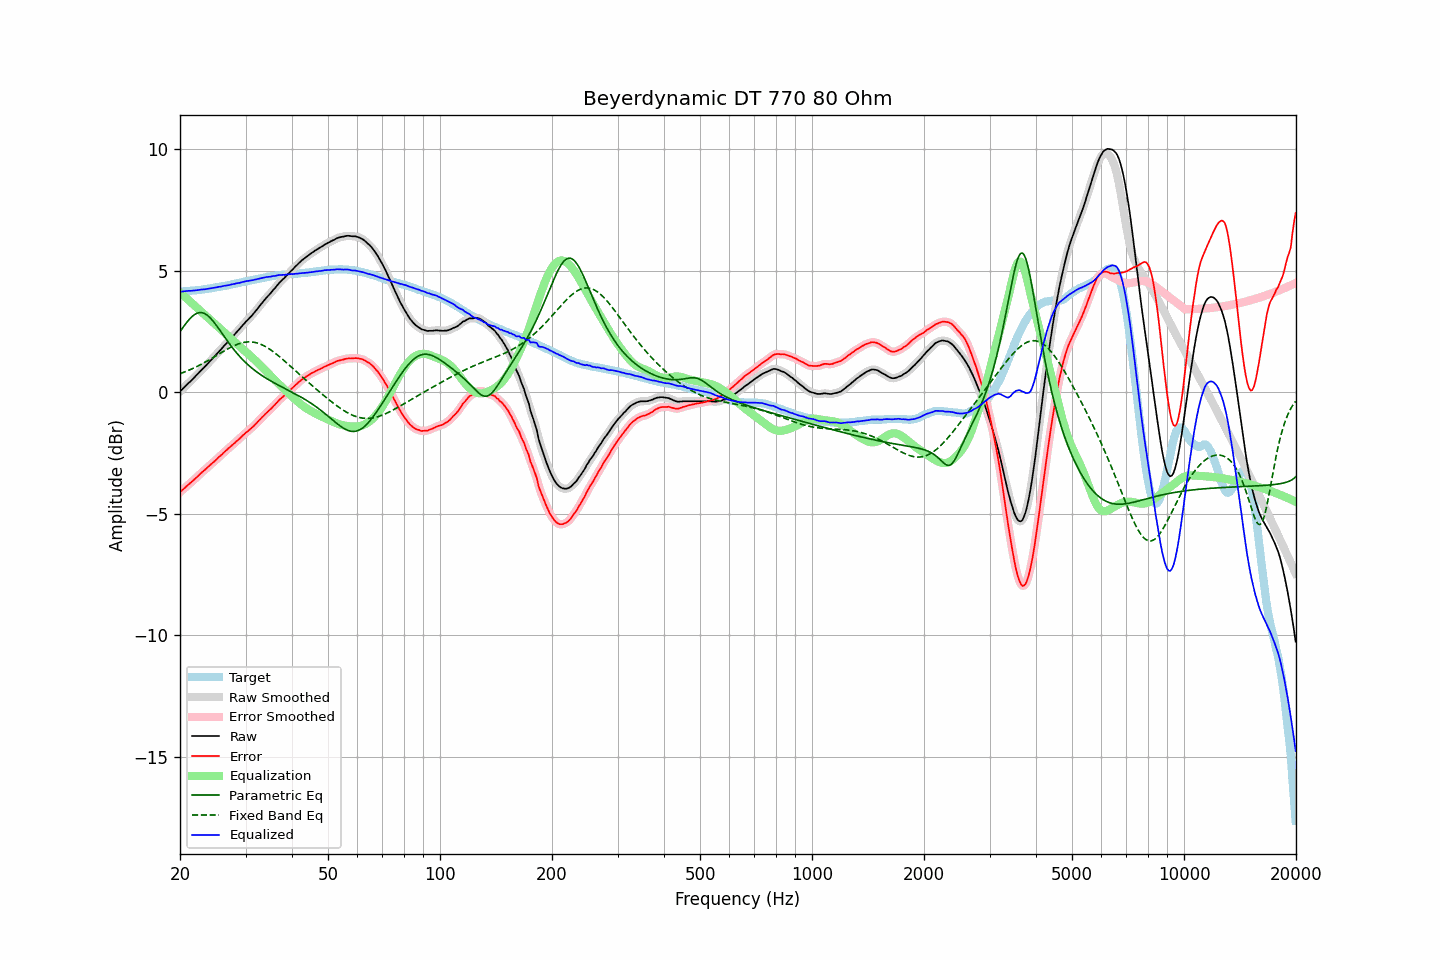 Beyerdynamic DT 770 80 Ohm
10
5
0
−5
−10
−15
Amplitude (dBr)
Target
Raw Smoothed
Error Smoothed
Raw
Error
Equalization
Parametric Eq
Fixed Band Eq
Equalized
20
50
100
200
500
1000
2000
5000
10000
20000
Frequency (Hz)